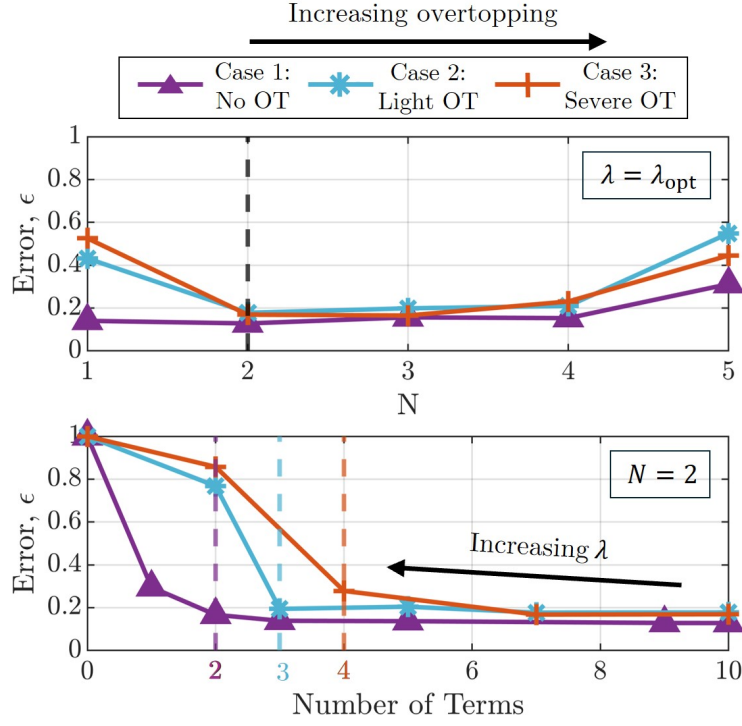 Increasing overtopping
Case 1: Case 2: Case 3:
No OT Light OT Severe OT
1
0.8
0.6
0.4
0.2
0
Error, ϵ
λ = λopt
1 2 3 4 5
N
1
0.8
0.6
0.4
0.2
0
Error, ϵ
N = 2
Increasing λ
0 2 3 4 6 8 10
Number of Terms